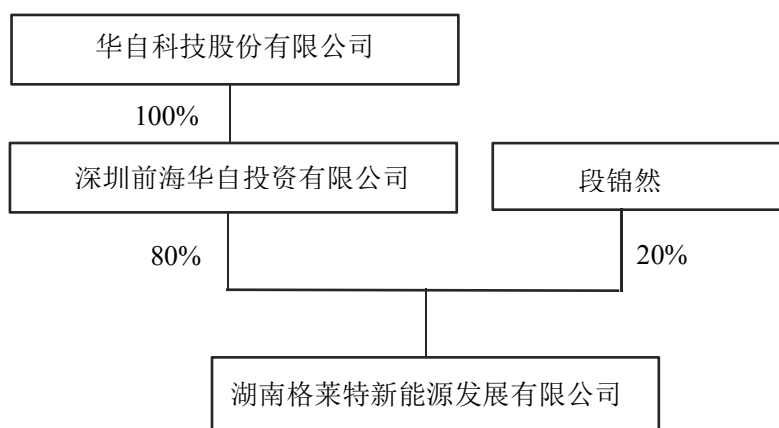 华自科技股份有限公司
100%
深圳前海华自投资有限公司
段锦然
80%
20%
湖南格莱特新能源发展有限公司